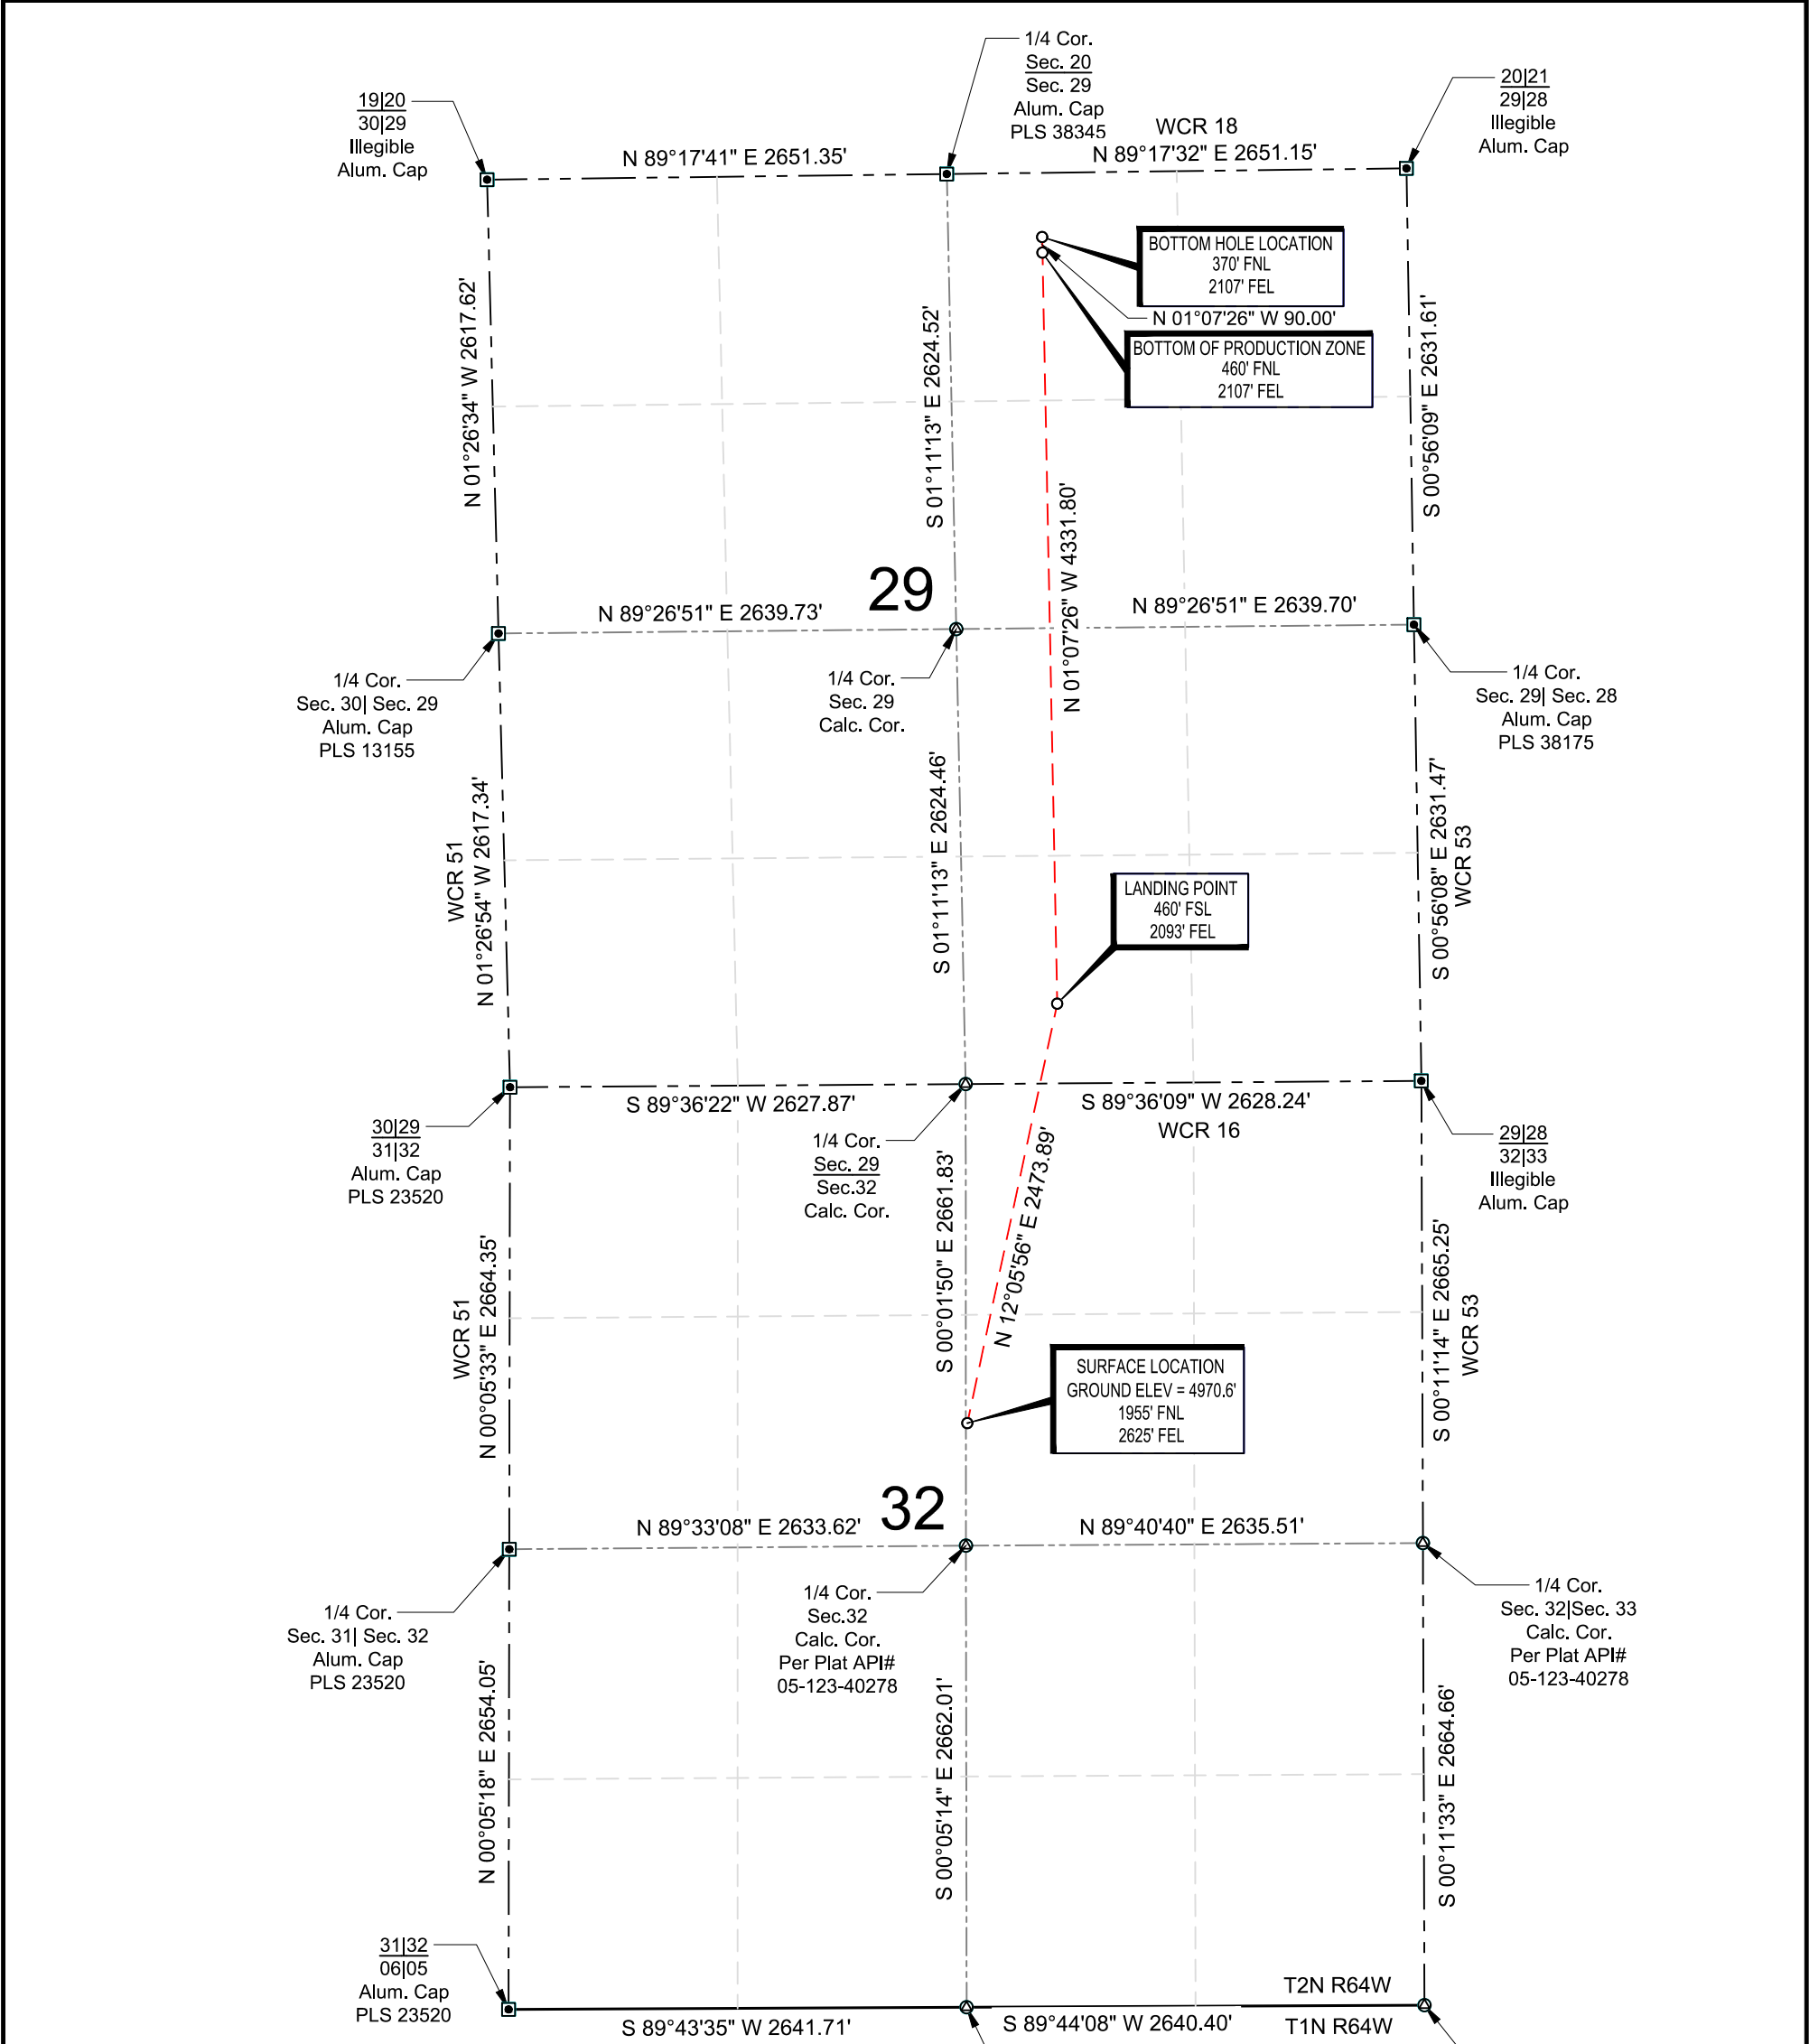 1/4 Cor.
Sec. 20
Sec. 29
Alum. Cap
PLS 38345
19|20
30|29
Illegible
Alum. Cap
20|21
29|28
Illegible
Alum. Cap
WCR 18
N 89°17'41" E 2651.35'
N 89°17'32" E 2651.15'
BOTTOM HOLE LOCATION
370' FNL
2107' FEL
N 01°07'26" W 90.00'
BOTTOM OF PRODUCTION ZONE
460' FNL
2107' FEL
N 01°26'34" W 2617.62'
S 01°11'13" E 2624.52'
S 00°56'09" E 2631.61'
N 01°07'26" W 4331.80'
29
N 89°26'51" E 2639.73'
N 89°26'51" E 2639.70'
1/4 Cor.
Sec. 30| Sec. 29
Alum. Cap
PLS 13155
1/4 Cor.
Sec. 29
Calc. Cor.
1/4 Cor.
Sec. 29| Sec. 28
Alum. Cap
PLS 38175
WCR 51
N 01°26'54" W 2617.34'
S 01°11'13" E 2624.46'
S 00°56'08" E 2631.47'
WCR 53
LANDING POINT
460' FSL
2093' FEL
S 89°36'22" W 2627.87'
S 89°36'09" W 2628.24'
WCR 16
30|29
31|32
Alum. Cap
PLS 23520
1/4 Cor.
Sec. 29
Sec.32
Calc. Cor.
29|28
32|33
Illegible
Alum. Cap
WCR 51
N 00°05'33" E 2664.35'
S 00°01'50" E 2661.83'
N 12°05'56" E 2473.89'
S 00°11'14" E 2665.25'
WCR 53
SURFACE LOCATION
GROUND ELEV = 4970.6'
1955' FNL
2625' FEL
32
N 89°33'08" E 2633.62'
N 89°40'40" E 2635.51'
1/4 Cor.
Sec. 31| Sec. 32
Alum. Cap
PLS 23520
1/4 Cor.
Sec.32
Calc. Cor.
Per Plat API#
05-123-40278
1/4 Cor.
Sec. 32|Sec. 33
Calc. Cor.
Per Plat API#
05-123-40278
N 00°05'18" E 2654.05'
S 00°05'14" E 2662.01'
S 00°11'33" E 2664.66'
31|32
06|05
Alum. Cap
PLS 23520
T2N R64W
S 89°43'35" W 2641.71'
S 89°44'08" W 2640.40'
T1N R64W